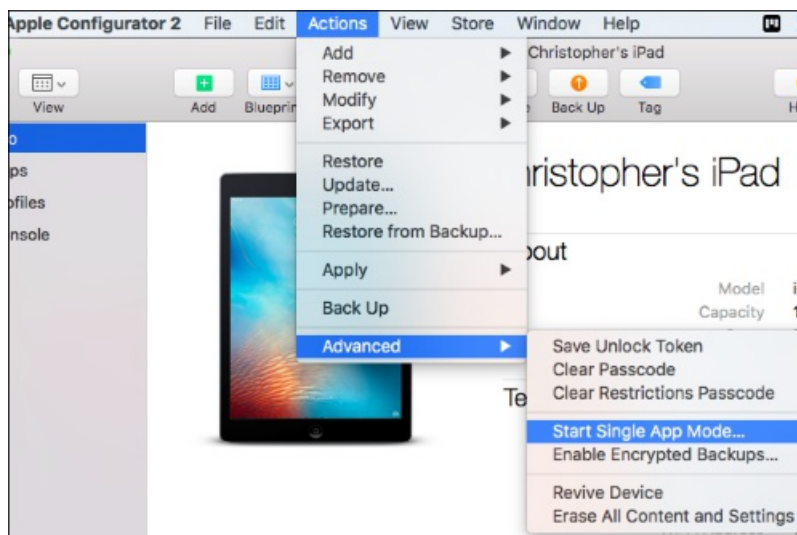 Apple Configurator 2 File Edit Actions View Store Window Help
Christopher's iPad
View Add Blueprin Back Up Tag
Add
Remove
Modify
Export
Restore
Update...
Prepare...
Restore from Backup...
Apply
Back Up
Advanced
ps
ofiles
nsole
hristopher's iPad
bout
Model
Capacity
Te
Save Unlock Token
Clear Passcode
Clear Restrictions Passcode
Start Single App Mode...
Enable Encrypted Backups...
Revive Device
Erase All Content and Settings